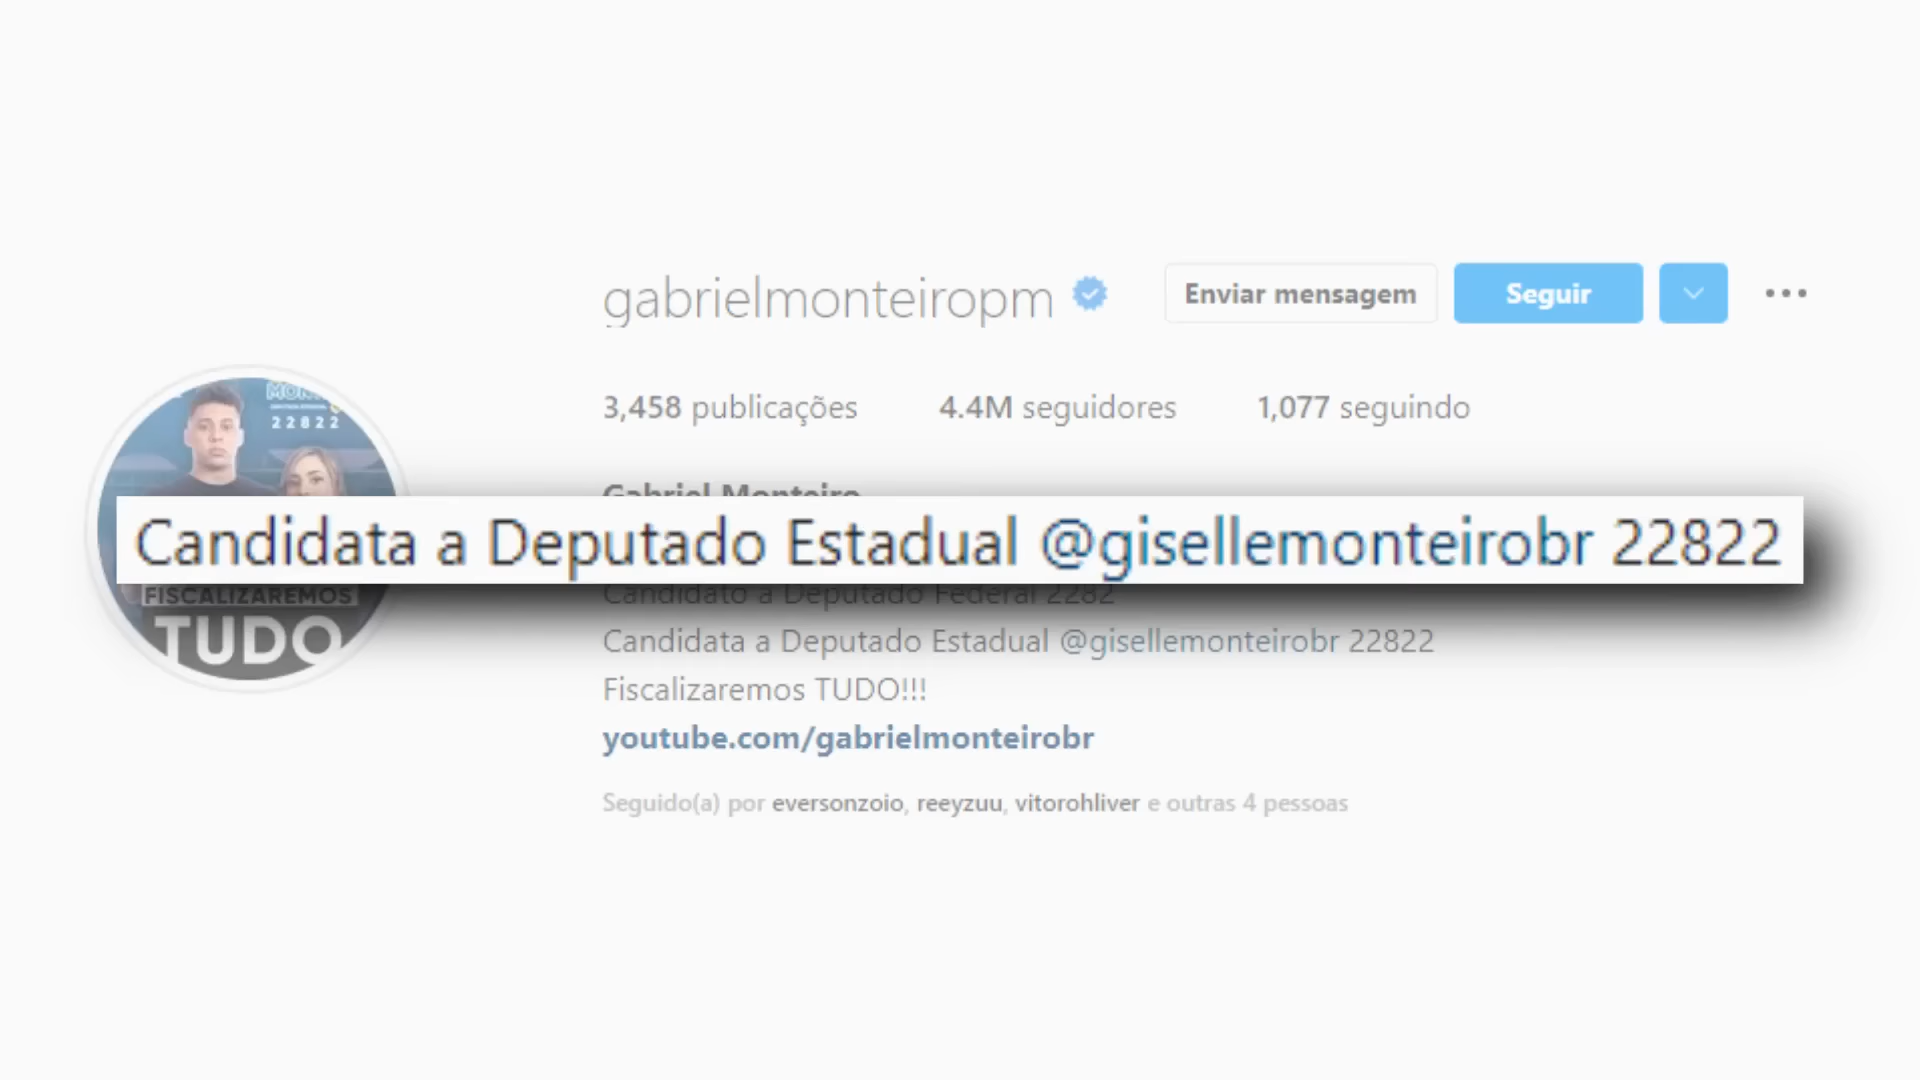 gabrielmonteiropm
Enviar mensagem
Seguir
3,458 publicações 4.4M seguidores 1,077 seguindo
22822
Gabriel Monteiro
Candidata a Deputado Estadual @gisellemonteirobr 22822
FISCALIZAREMOS
TUDO
Candidato a Deputado Federal 2282
Candidata a Deputado Estadual @gisellemonteirobr 22822
Fiscalizaremos TUDO!!!
youtube.com/gabrielmonteirobr
Seguido(a) por eversonzoio, reeyzuu, vitorohliver e outras 4 pessoas